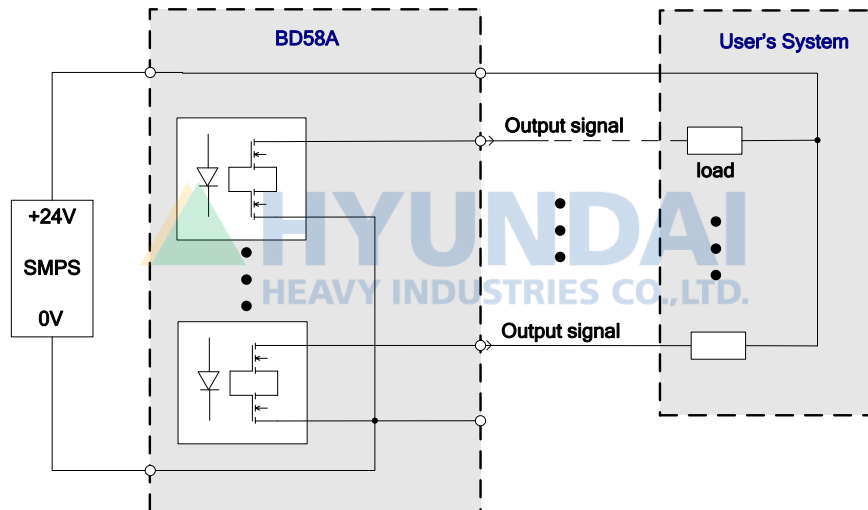 BD58A
User's System
Output signal
load
+24V
SMPS
0V
HYUNDAI
HEAVY INDUSTRIES CO.,LTD.
Output signal